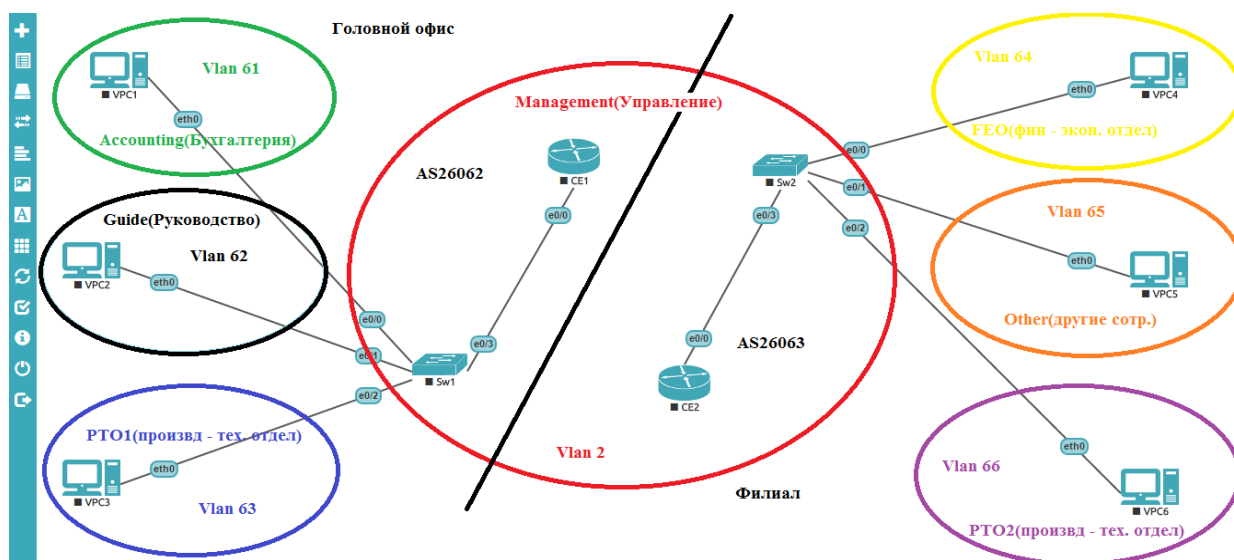 Головной офис
Vlan 61
VPC1
eth0
Accounting(Бухгалтерия)
Guide(Руководство)
Vlan 62
VPC2
eth0
PTO1(произвд - тех. отдел)
eth0
VPC3
Vlan 63
Management(Управление)
AS26062
CE1
e0/0
e0/0
e0/1
e0/2
e0/3
Sw1
Vlan 2
Sw2
e0/0
e0/1
e0/2
e0/3
e0/0
AS26063
CE2
Филиал
Vlan 64
eth0
VPC4
FEO(фин - экон. отдел)
Vlan 65
eth0
VPC5
Other(другие сотр.)
eth0
Vlan 66
VPC6
PTO2(произвд - тех. отдел)